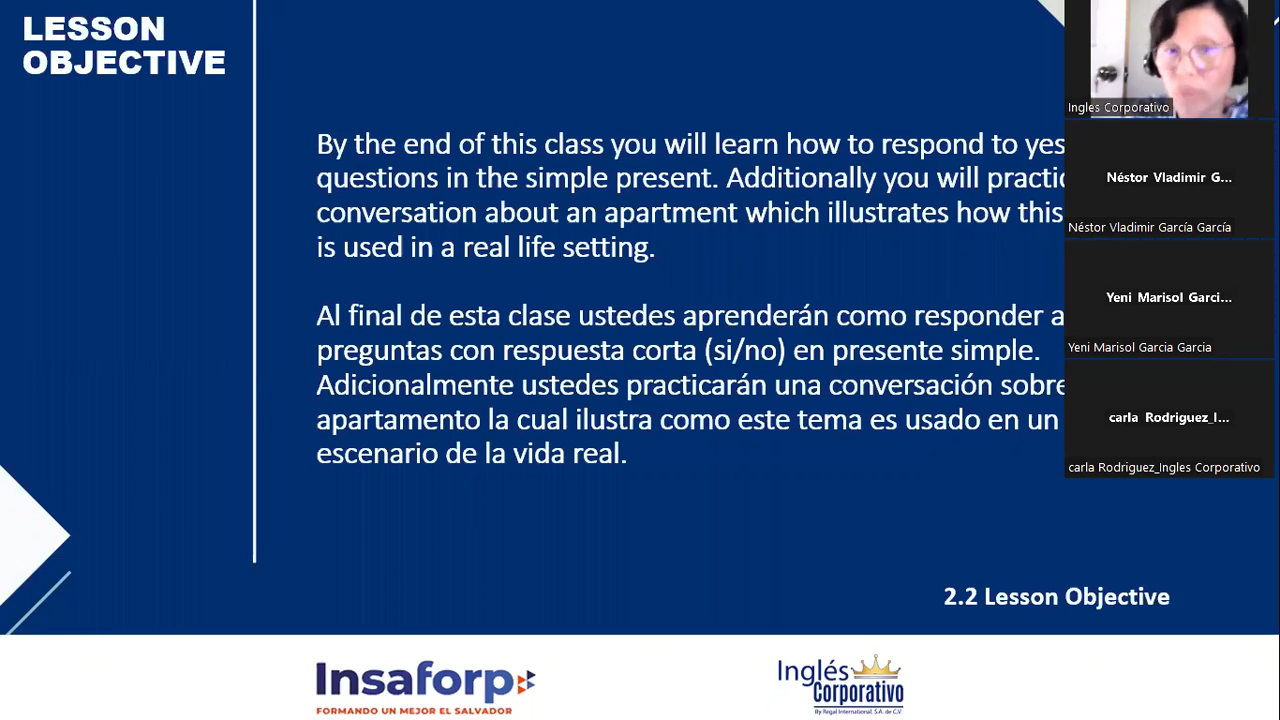 LESSON
OBJECTIVE
By the end of this class you will learn how to respond to yes
questions in the simple present. Additionally you will
conversation about an apartment which illustrates how this
is used in a real life setting.
Al final de esta clase ustedes aprenderán como responder a
preguntas con respuesta corta (si/no) en presente simple.
Adicionalmente ustedes practicarán una conversación sobre
apartamento la cual ilustra como este tema es usado en un
escenario de la vida real.
2.2 Lesson Objective
Insaforp
FORMANDO UN MEJOR EL SALVADOR
Inglés
Corporativo
By Regal International, S.A. de C.V.
Ingles Corporativo
Néstor Vladimir G...
Néstor Vladimir García García
Yeni Marisol Garci...
Yeni Marisol Garcia Garcia
carla Rodriguez_I...
carla Rodriguez_Ingles Corporativo